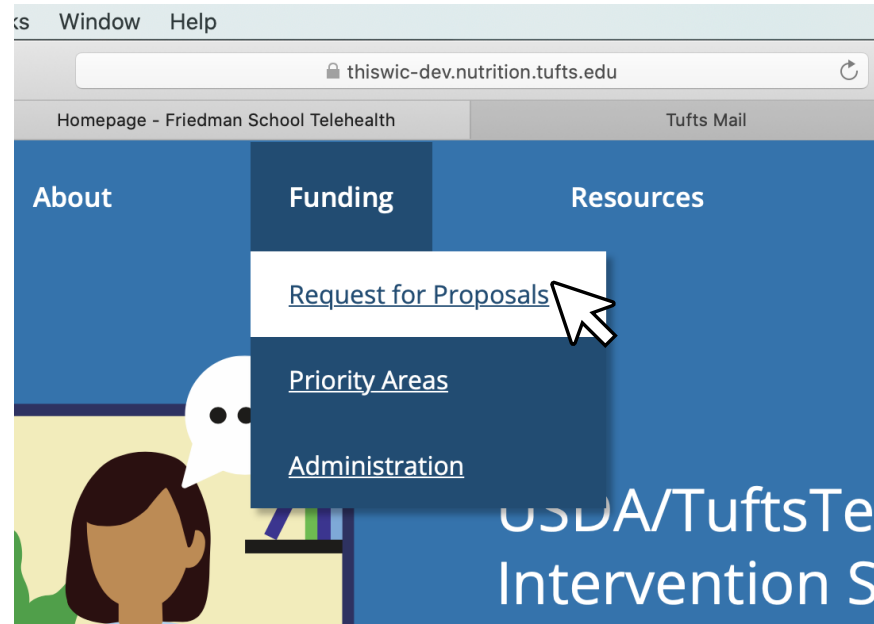 Window Help
thiswic-dev.nutrition.tufts.edu
Homepage - Friedman School Telehealth Tufts Mail
About Funding Resources
Request for Proposals
Priority Areas
Administration
USDA/TuftsTe
Intervention S